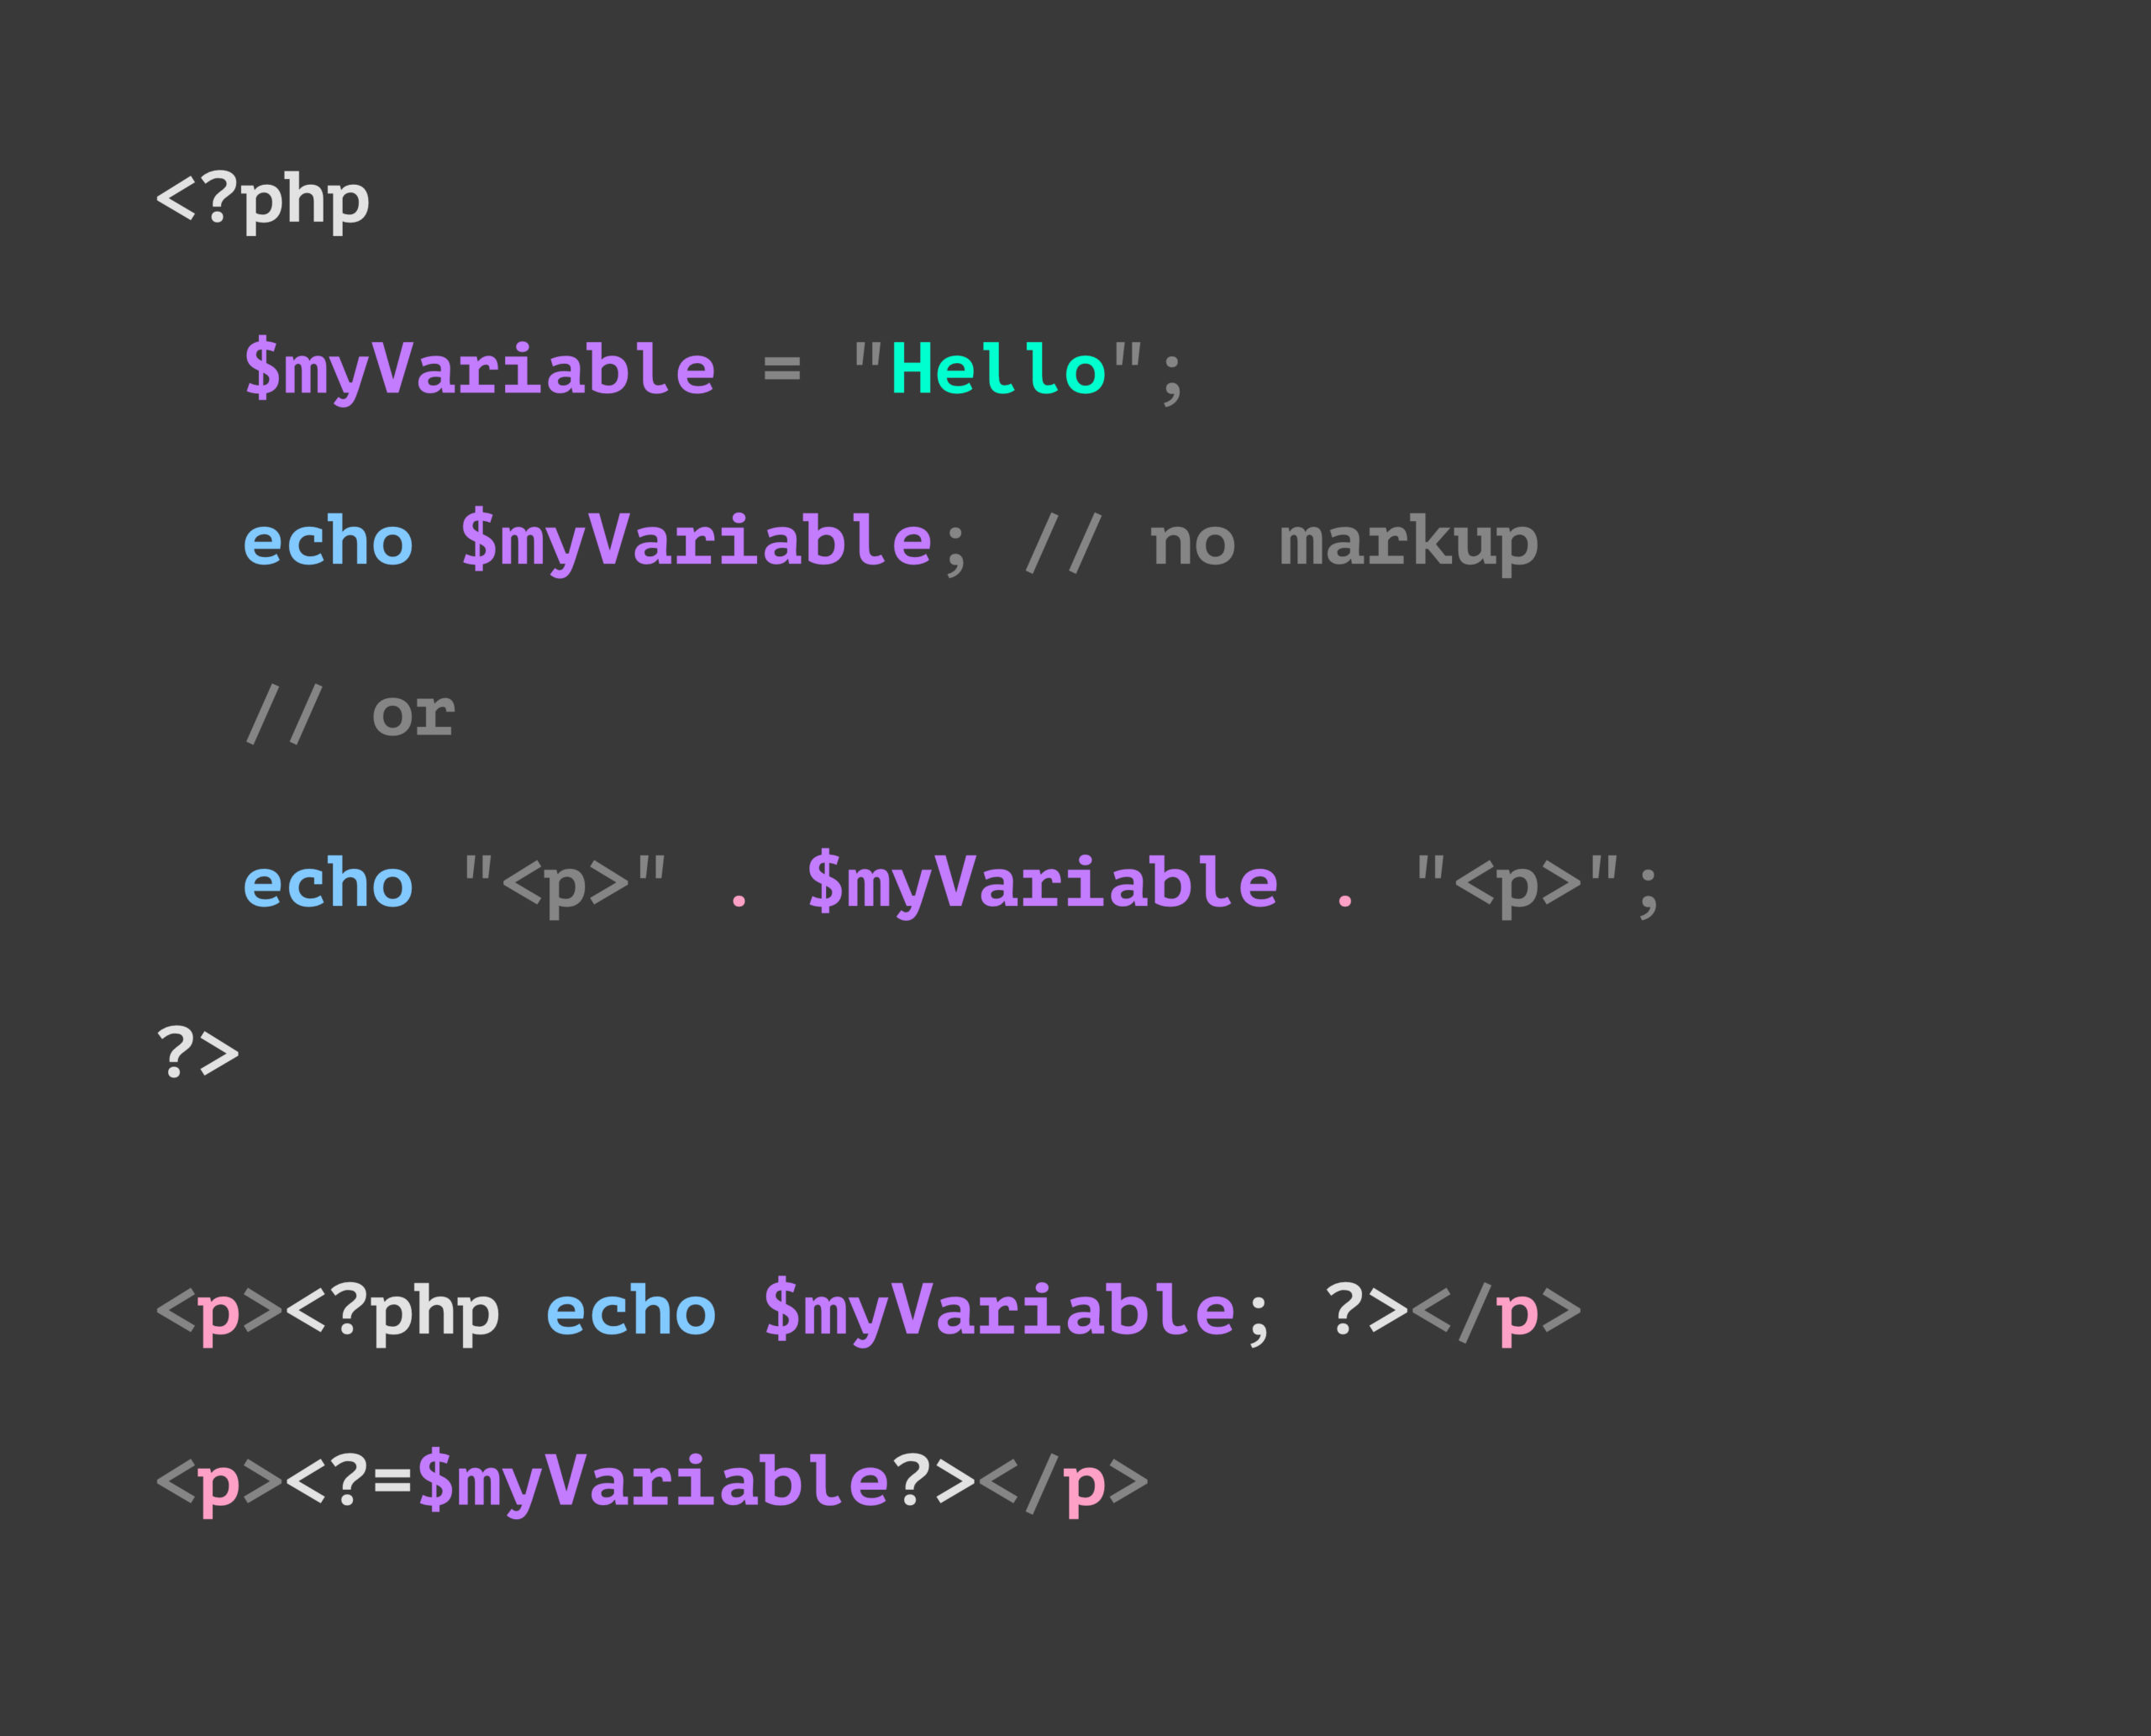 <?php
$myVariable = "Hello";
echo $myVariable; // no markup
// or
echo "<p>" . $myVariable . "<p>";
?>
<p><?php echo $myVariable; ?></p>
<p><?=$myVariable?></p>